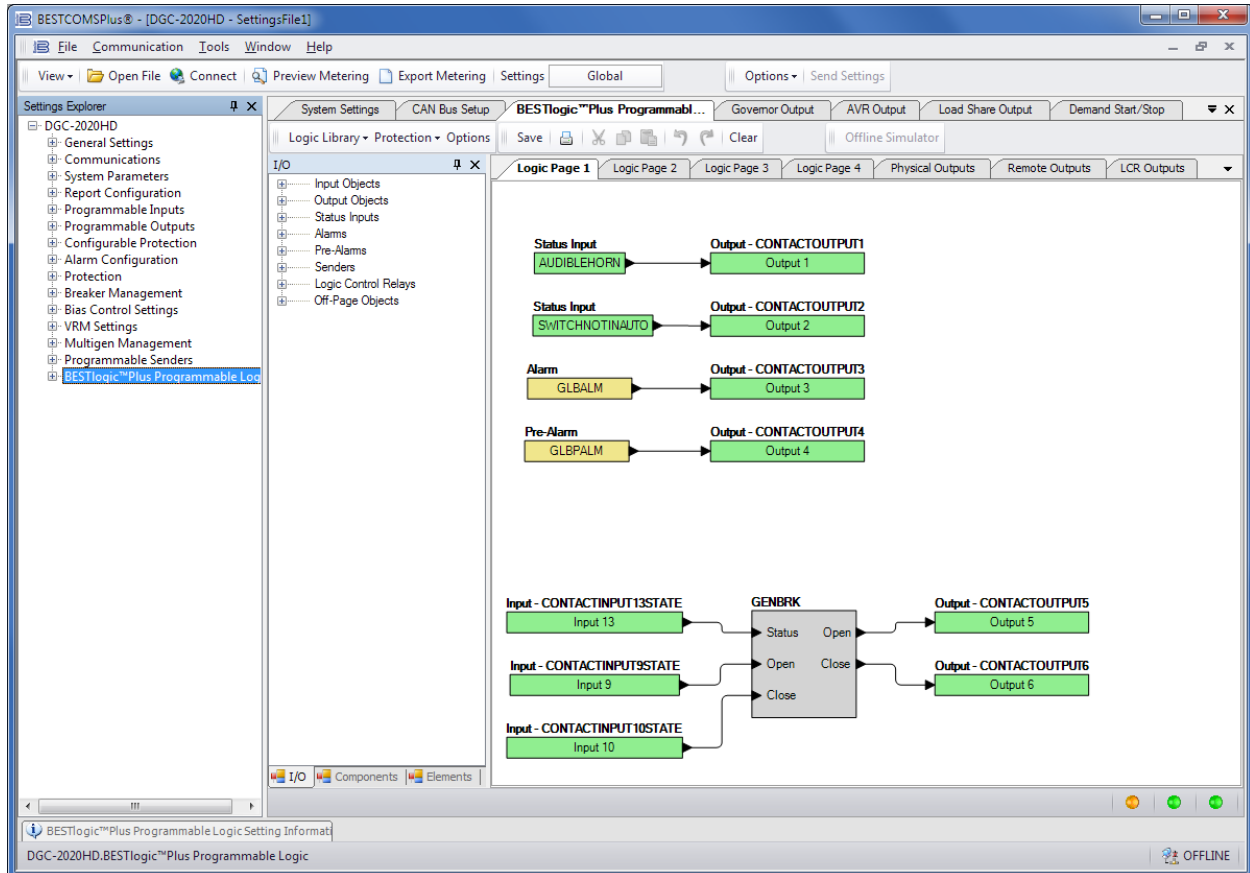 BESTCOMSPlus® - [DGC-2020HD - SettingsFile1]
File Communication Tools Window Help
View Open File Connect Preview Metering Export Metering Settings Global Options Send Settings
Settings Explorer
DGC-2020HD
General Settings
Communications
System Parameters
Report Configuration
Programmable Inputs
Programmable Outputs
Configurable Protection
Alarm Configuration
Protection
Breaker Management
Bias Control Settings
VRM Settings
Multigen Management
Programmable Senders
BESTlogic™Plus Programmable Log
System Settings CAN Bus Setup BESTlogic™Plus Programmabl... Governor Output AVR Output Load Share Output Demand Start/Stop
Logic Library Protection Options Save Clear Offline Simulator
I/O
Input Objects
Output Objects
Status Inputs
Alarms
Pre-Alarms
Senders
Logic Control Relays
Off-Page Objects
I/O Components Elements
Logic Page 1 Logic Page 2 Logic Page 3 Logic Page 4 Physical Outputs Remote Outputs LCR Outputs
Status Input Output - CONTACTOUTPUT1
AUDIBLEHORN Output 1
Status Input Output - CONTACTOUTPUT2
SWITCHNOTINAUTO Output 2
Alarm Output - CONTACTOUTPUT3
GLBALM Output 3
Pre-Alarm Output - CONTACTOUTPUT4
GLBPALM Output 4
Input - CONTACTINPUT13STATE GENBRK Output - CONTACTOUTPUT5
Input 13 Output 5
Status Open
Input - CONTACTINPUT9STATE Open Close Output - CONTACTOUTPUT6
Input 9 Output 6
Close
Input - CONTACTINPUT10STATE
Input 10
BESTlogic™Plus Programmable Logic Setting Informati
DGC-2020HD.BESTlogic™Plus Programmable Logic OFFLINE